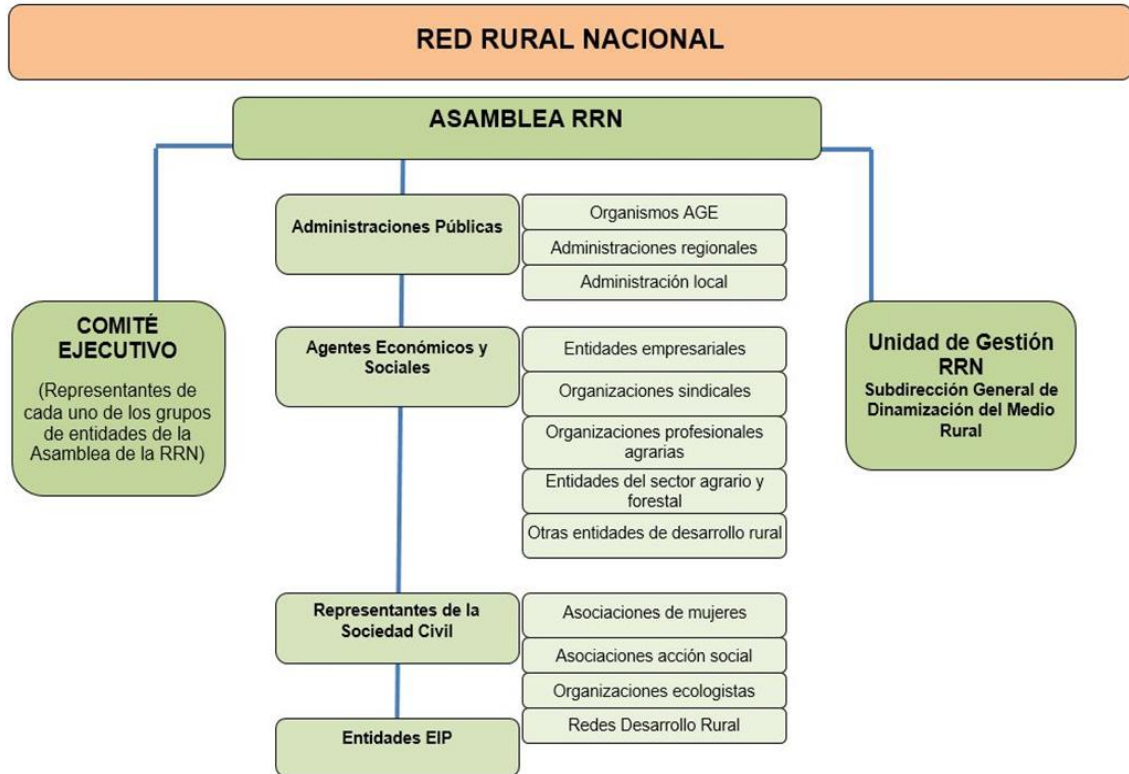 RED RURAL NACIONAL
ASAMBLEA RRN
COMITÉ
EJECUTIVO
(Representantes de
cada uno de los grupos
de entidades de la
Asamblea de la RRN)
Administraciones Públicas
Organismos AGE
Administraciones regionales
Administración local
Agentes Económicos y
Sociales
Entidades empresariales
Organizaciones sindicales
Organizaciones profesionales
agrarias
Entidades del sector agrario y
forestal
Otras entidades de desarrollo rural
Representantes de la
Sociedad Civil
Asociaciones de mujeres
Asociaciones acción social
Organizaciones ecologistas
Redes Desarrollo Rural
Entidades EIP
Unidad de Gestión
RRN
Subdirección General de
Dinamización del Medio
Rural